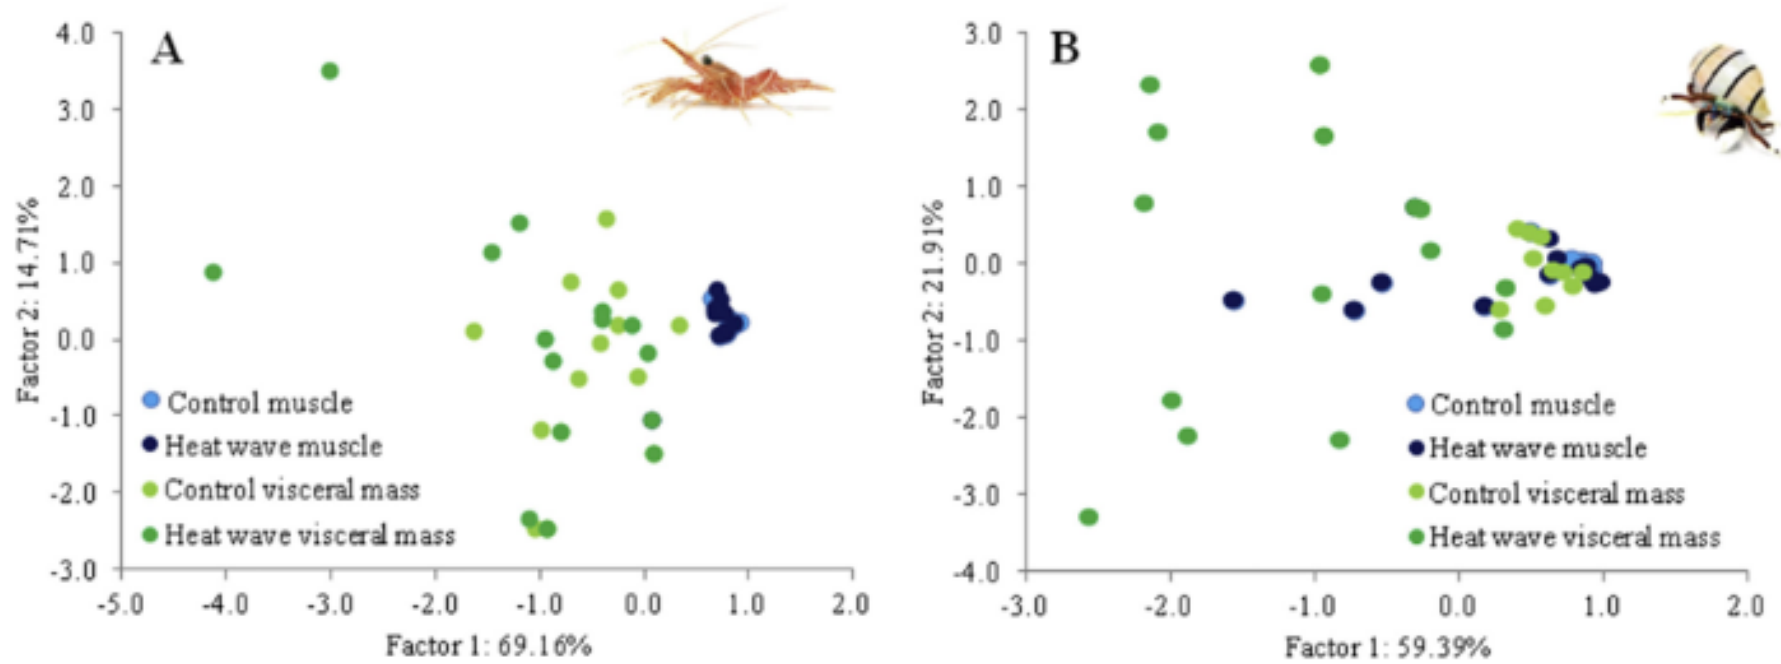 A
4.0
3.0
2.0
1.0
0.0
-1.0
-2.0
-3.0
Factor 2: 14.71%
Control muscle
Heat wave muscle
Control visceral mass
Heat wave visceral mass
-5.0 -4.0 -3.0 -2.0 -1.0 0.0 1.0 2.0
Factor 1: 69.16%
B
3.0
2.0
1.0
0.0
-1.0
-2.0
-3.0
-4.0
Factor 2: 21.91%
Control muscle
Heat wave muscle
Control visceral mass
Heat wave visceral mass
-3.0 -2.0 -1.0 0.0 1.0 2.0
Factor 1: 59.39%